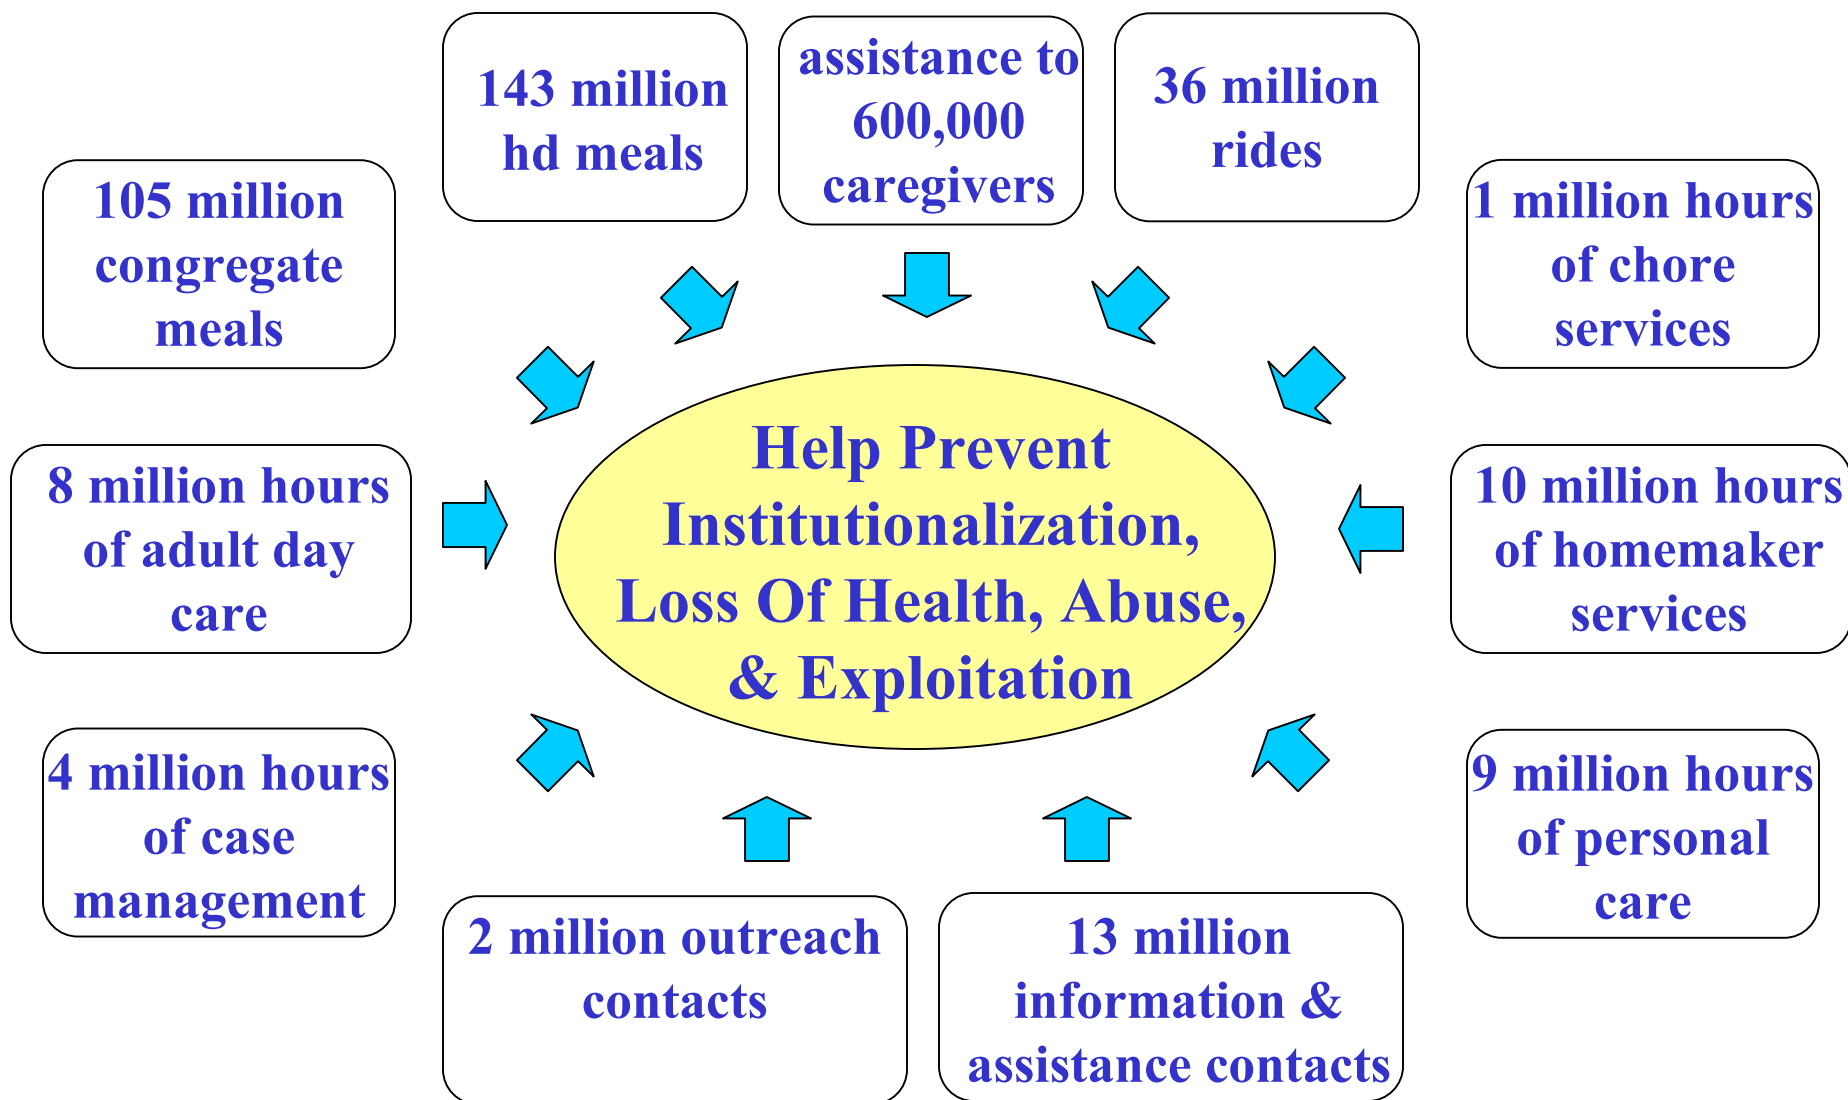 143 million
hd meals
assistance to
600,000
caregivers
36 million
rides
105 million
congregate
meals
1 million hours
of chore
services
8 million hours
of adult day
care
Help Prevent
Institutionalization,
Loss Of Health, Abuse,
& Exploitation
10 million hours
of homemaker
services
4 million hours
of case
management
9 million hours
of personal
care
2 million outreach
contacts
13 million
information &
assistance contacts